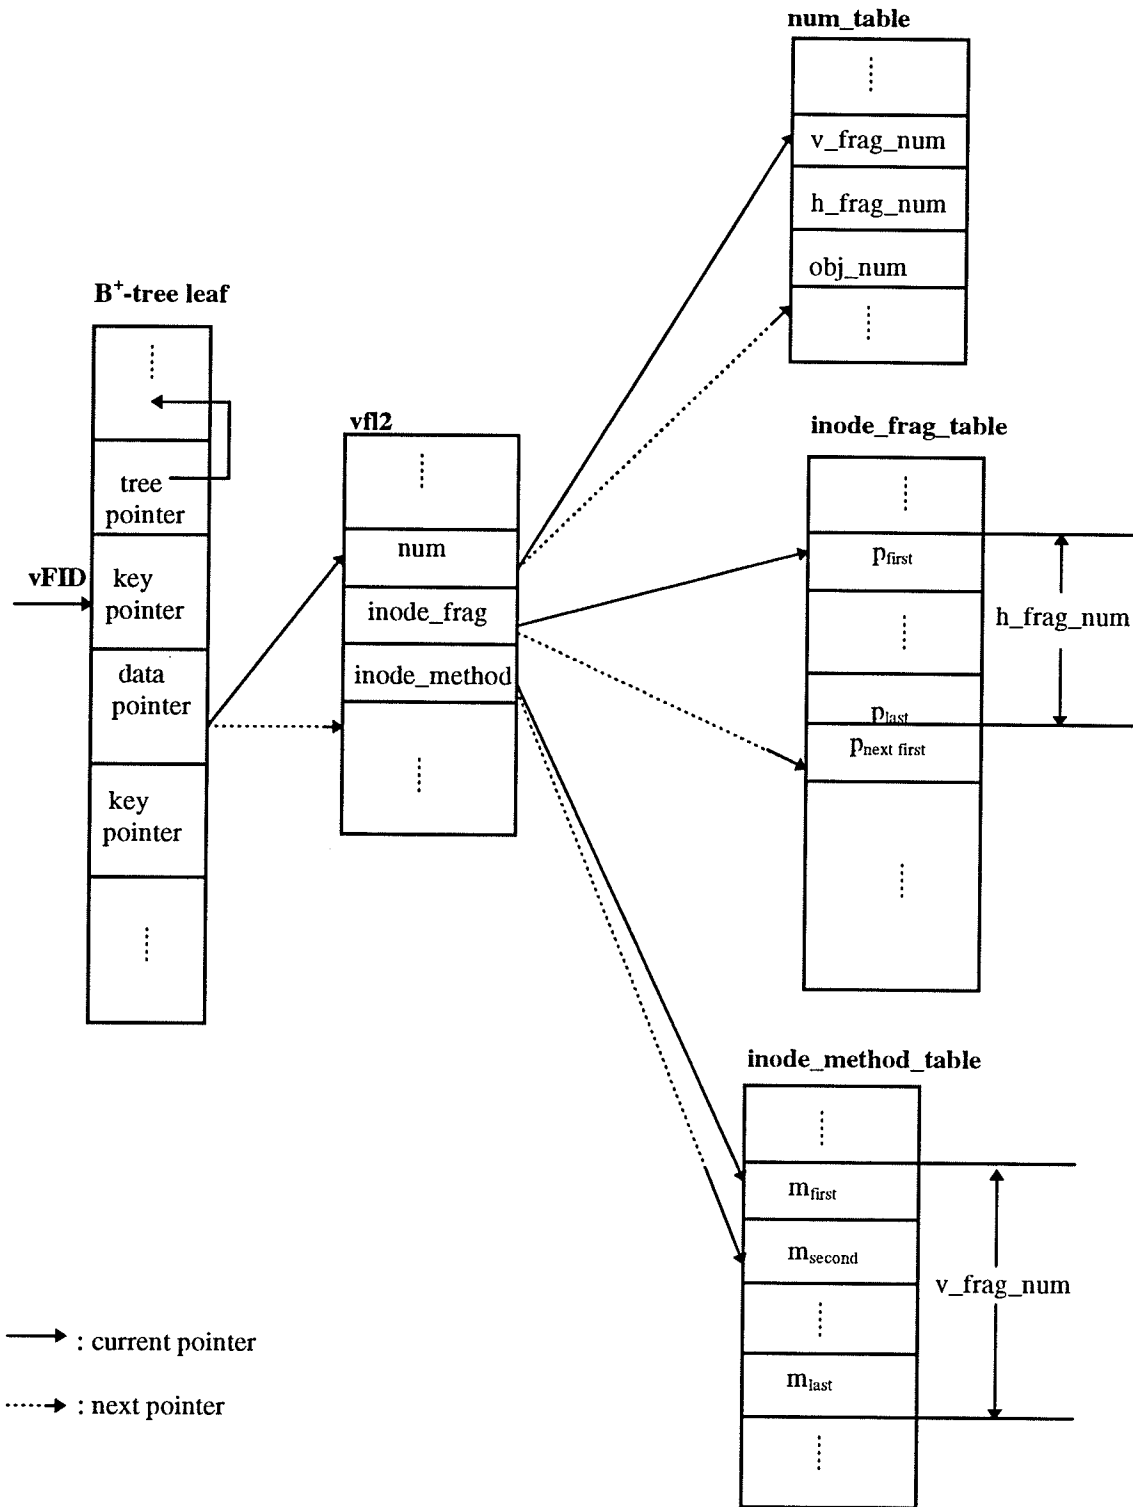 num_table
v_frag_num
h_frag_num
obj_num
B+-tree leaf
tree
pointer
vFID
key
pointer
data
pointer
key
pointer
vfl2
num
inode_frag
inode_method
inode_frag_table
pfirst
plast
pnext first
h_frag_num
inode_method_table
mfirst
msecond
mlast
v_frag_num
: current pointer
: next pointer